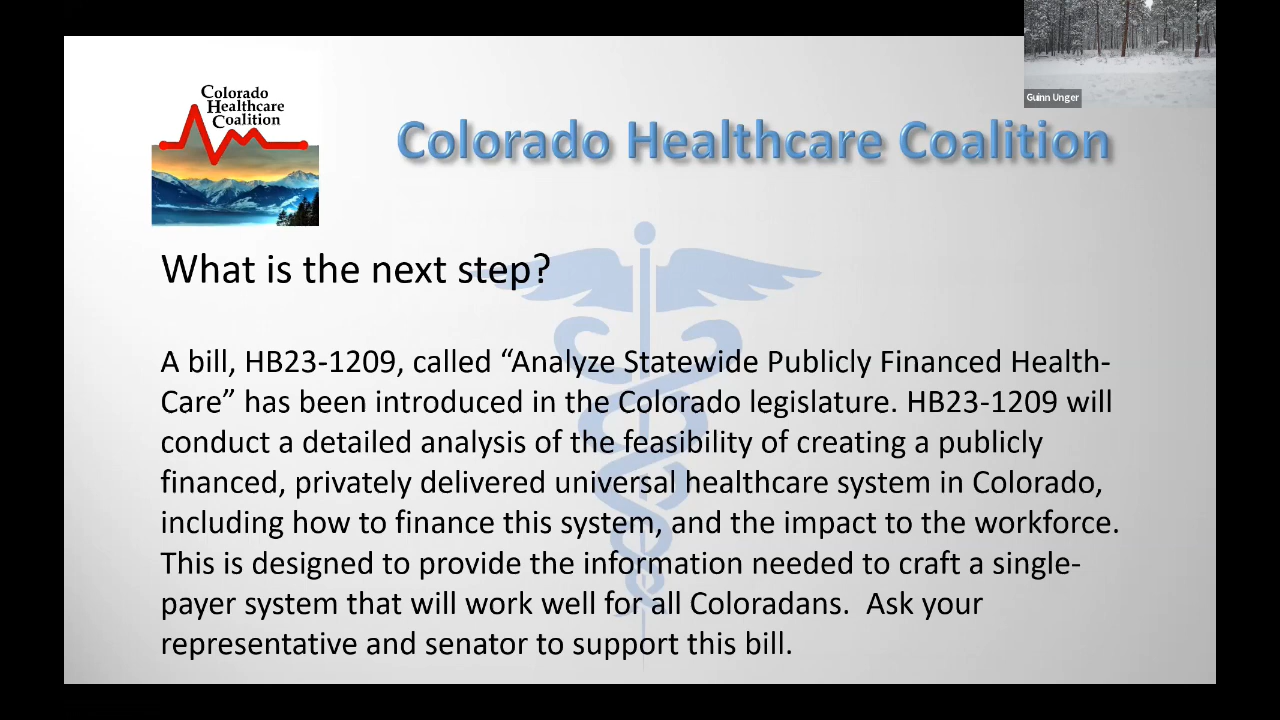 Guinn Unger
Colorado
Healthcare
Coalition
Colorado Healthcare Coalition
What is the next step?
A bill, HB23-1209, called “Analyze Statewide Publicly Financed Health-
Care” has been introduced in the Colorado legislature. HB23-1209 will
conduct a detailed analysis of the feasibility of creating a publicly
financed, privately delivered universal healthcare system in Colorado,
including how to finance this system, and the impact to the workforce.
This is designed to provide the information needed to craft a single-
payer system that will work well for all Coloradans.  Ask your
representative and senator to support this bill.